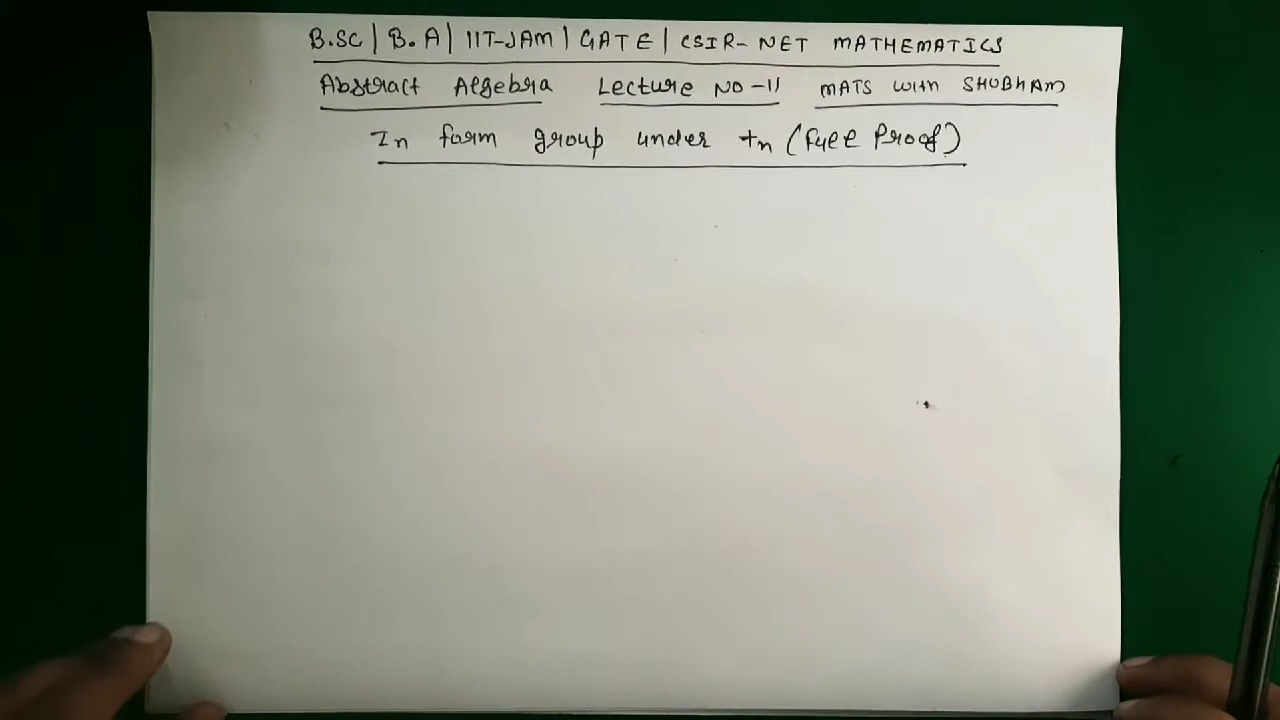 B.SC | B.A | IIT-JAM | GATE | CSIR-NET MATHEMATICS
Abstract Algebra Lecture NO-11 MATS with SHUBHAM
In form group under +n (Full Proof)